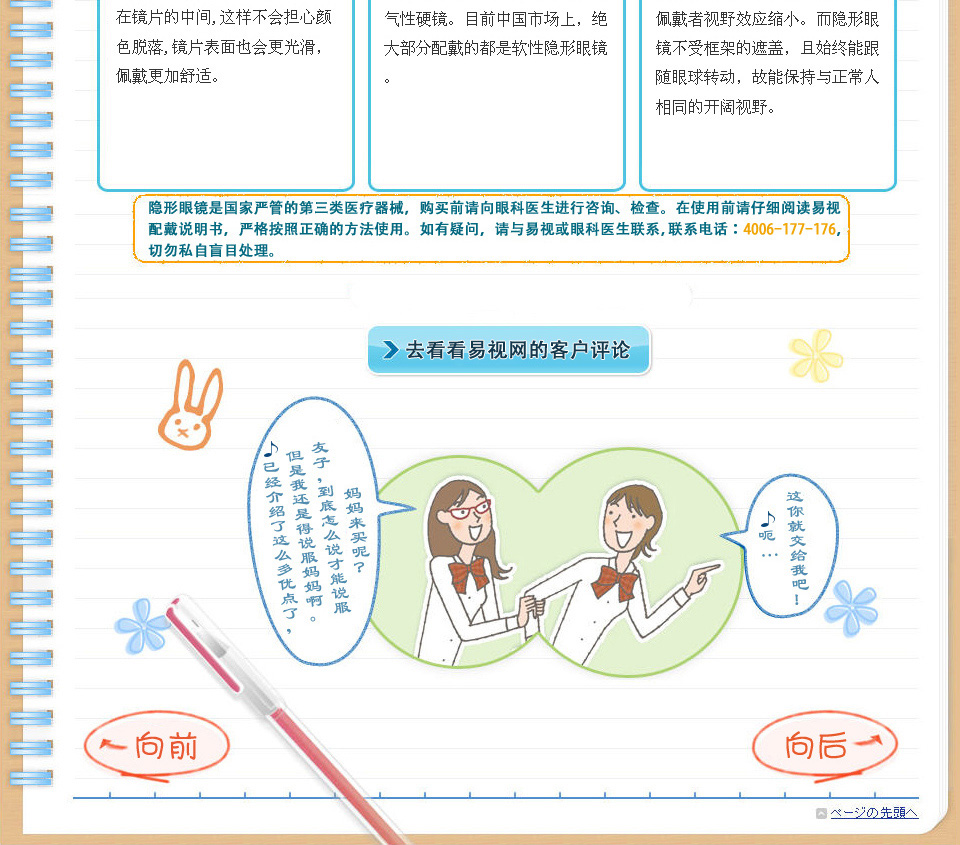 在镜片的中间,这样不会担心颜
色脱落,镜片表面也会更光滑，
佩戴更加舒适。
气性硬镜。目前中国市场上，绝
大部分配戴的都是软性隐形眼镜
。
佩戴者视野效应缩小。而隐形眼
镜不受框架的遮盖，且始终能跟
随眼球转动，故能保持与正常人
相同的开阔视野。
隐形眼镜是国家严管的第三类医疗器械，购买前请向眼科医生进行咨询、检查。在使用前请仔细阅读易视
配戴说明书，严格按照正确的方法使用。如有疑问，请与易视或眼科医生联系,联系电话：4006-177-176,
切勿私自盲目处理。
去看看易视网的客户评论
妈妈来买呢？
友子，到底怎么说才能说服
但是我还是得说服妈妈啊。
♪已经介绍了这么多优点了，
这你就交给我吧！
♪呃…
向前
向后
ページの先頭へ